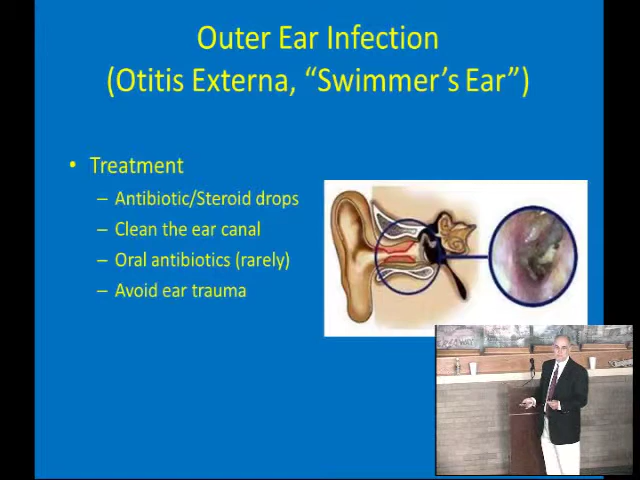 Outer Ear Infection
(Otitis Externa, “Swimmer’s Ear”)
• Treatment
– Antibiotic/Steroid drops
– Clean the ear canal
– Oral antibiotics (rarely)
– Avoid ear trauma